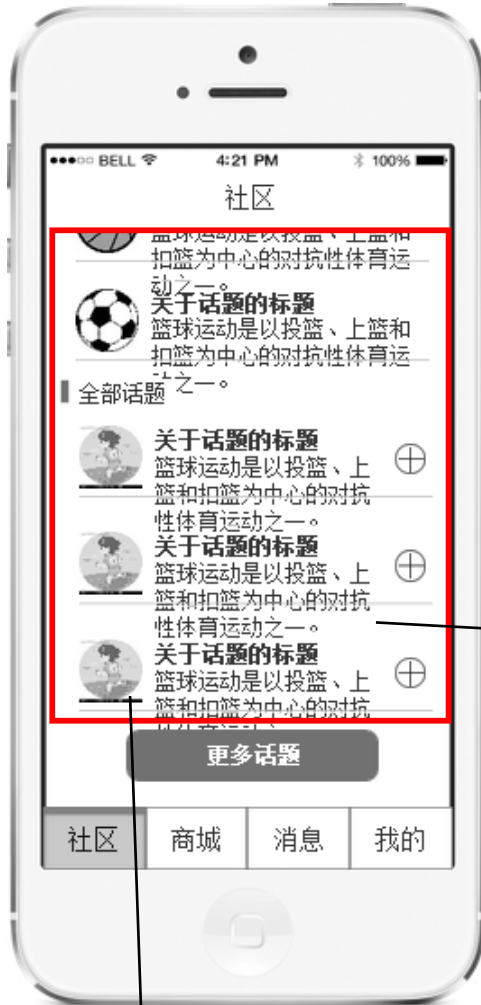 BELL 4:21 PM 100%
社区
篮球运动是以投篮、上篮和
扣篮为中心的对抗性体育运
动之一。
关于话题的标题
篮球运动是以投篮、上篮和
扣篮为中心的对抗性体育运
动之一。
全部话题
关于话题的标题
篮球运动是以投篮、上
篮和扣篮为中心的对抗
性体育运动之一。
关于话题的标题
篮球运动是以投篮、上
篮和扣篮为中心的对抗
性体育运动之一。
关于话题的标题
篮球运动是以投篮、上
篮和扣篮为中心的对抗
更多话题
社区 商城 消息 我的